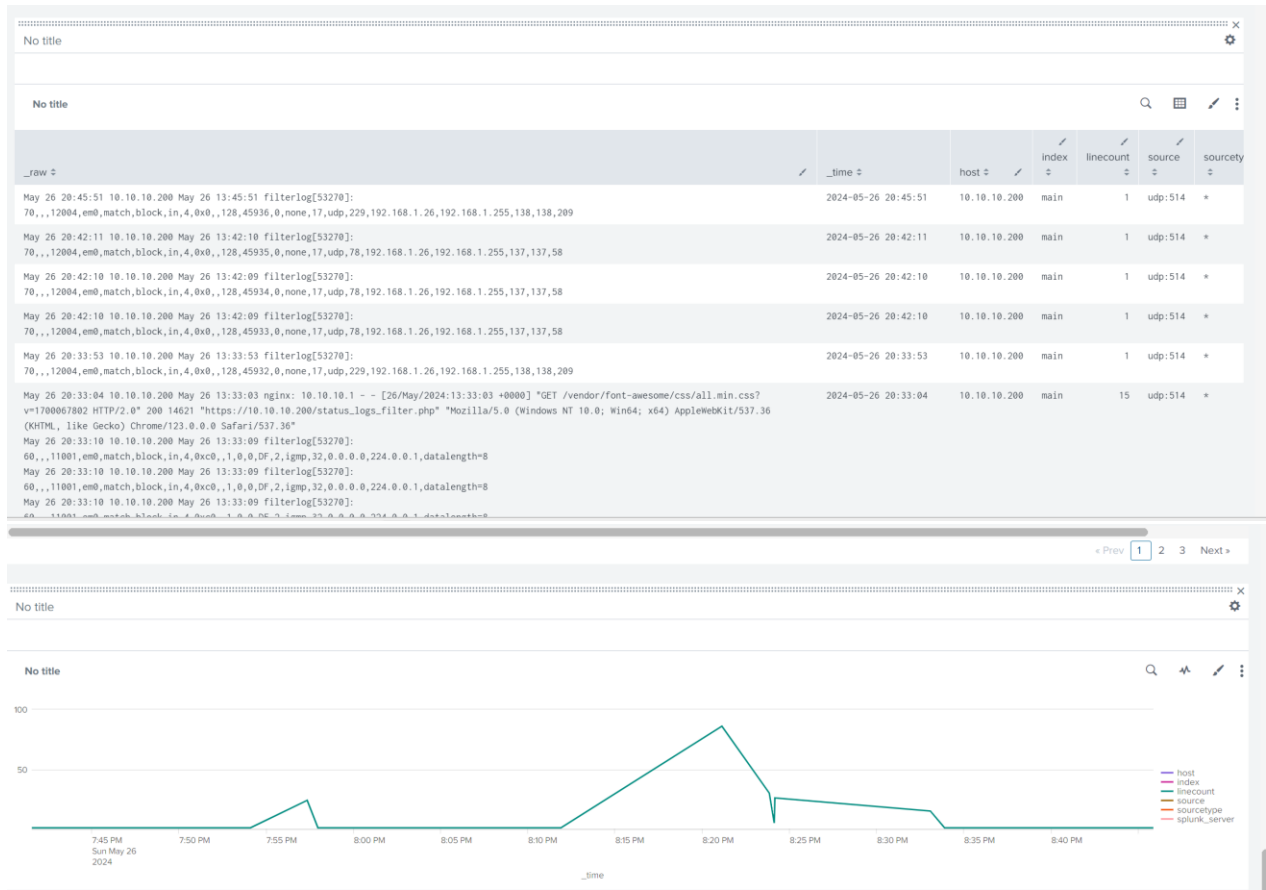 No title
No title
_raw
_time
host
index
linecount
source
sourcety
May 26 20:45:51 10.10.10.200 May 26 13:45:51 filterlog[53270]:
70,,,12004,em0,match,block,in,4,0x0,,128,45936,0,none,17,udp,229,192.168.1.26,192.168.1.255,138,138,209
2024-05-26 20:45:51 10.10.10.200 main 1 udp:514 *
May 26 20:42:11 10.10.10.200 May 26 13:42:10 filterlog[53270]:
70,,,12004,em0,match,block,in,4,0x0,,128,45935,0,none,17,udp,78,192.168.1.26,192.168.1.255,137,137,58
2024-05-26 20:42:11 10.10.10.200 main 1 udp:514 *
May 26 20:42:10 10.10.10.200 May 26 13:42:09 filterlog[53270]:
70,,,12004,em0,match,block,in,4,0x0,,128,45934,0,none,17,udp,78,192.168.1.26,192.168.1.255,137,137,58
2024-05-26 20:42:10 10.10.10.200 main 1 udp:514 *
May 26 20:42:10 10.10.10.200 May 26 13:42:09 filterlog[53270]:
70,,,12004,em0,match,block,in,4,0x0,,128,45933,0,none,17,udp,78,192.168.1.26,192.168.1.255,137,137,58
2024-05-26 20:42:10 10.10.10.200 main 1 udp:514 *
May 26 20:33:53 10.10.10.200 May 26 13:33:53 filterlog[53270]:
70,,,12004,em0,match,block,in,4,0x0,,128,45932,0,none,17,udp,229,192.168.1.26,192.168.1.255,138,138,209
2024-05-26 20:33:53 10.10.10.200 main 1 udp:514 *
May 26 20:33:04 10.10.10.200 May 26 13:33:03 nginx: 10.10.10.1 - - [26/May/2024:13:33:03 +0000] "GET /vendor/font-awesome/css/all.min.css?
v=1700067802 HTTP/2.0" 200 14621 "https://10.10.10.200/status_logs_filter.php" "Mozilla/5.0 (Windows NT 10.0; Win64; x64) AppleWebKit/537.36
(KHTML, like Gecko) Chrome/123.0.0.0 Safari/537.36"
May 26 20:33:10 10.10.10.200 May 26 13:33:09 filterlog[53270]:
60,,,11001,em0,match,block,in,4,0xc0,,1,0,0,DF,2,igmp,32,0.0.0.0,224.0.0.1,datalength=8
May 26 20:33:10 10.10.10.200 May 26 13:33:09 filterlog[53270]:
60,,,11001,em0,match,block,in,4,0xc0,,1,0,0,DF,2,igmp,32,0.0.0.0,224.0.0.1,datalength=8
May 26 20:33:10 10.10.10.200 May 26 13:33:09 filterlog[53270]:
2024-05-26 20:33:04 10.10.10.200 main 15 udp:514 *
« Prev 1 2 3 Next »
No title
No title
100
50
host
index
linecount
source
sourcetype
splunk_server
7:45 PM 7:50 PM 7:55 PM 8:00 PM 8:05 PM 8:10 PM 8:15 PM 8:20 PM 8:25 PM 8:30 PM 8:35 PM 8:40 PM
Sun May 26
2024
_time